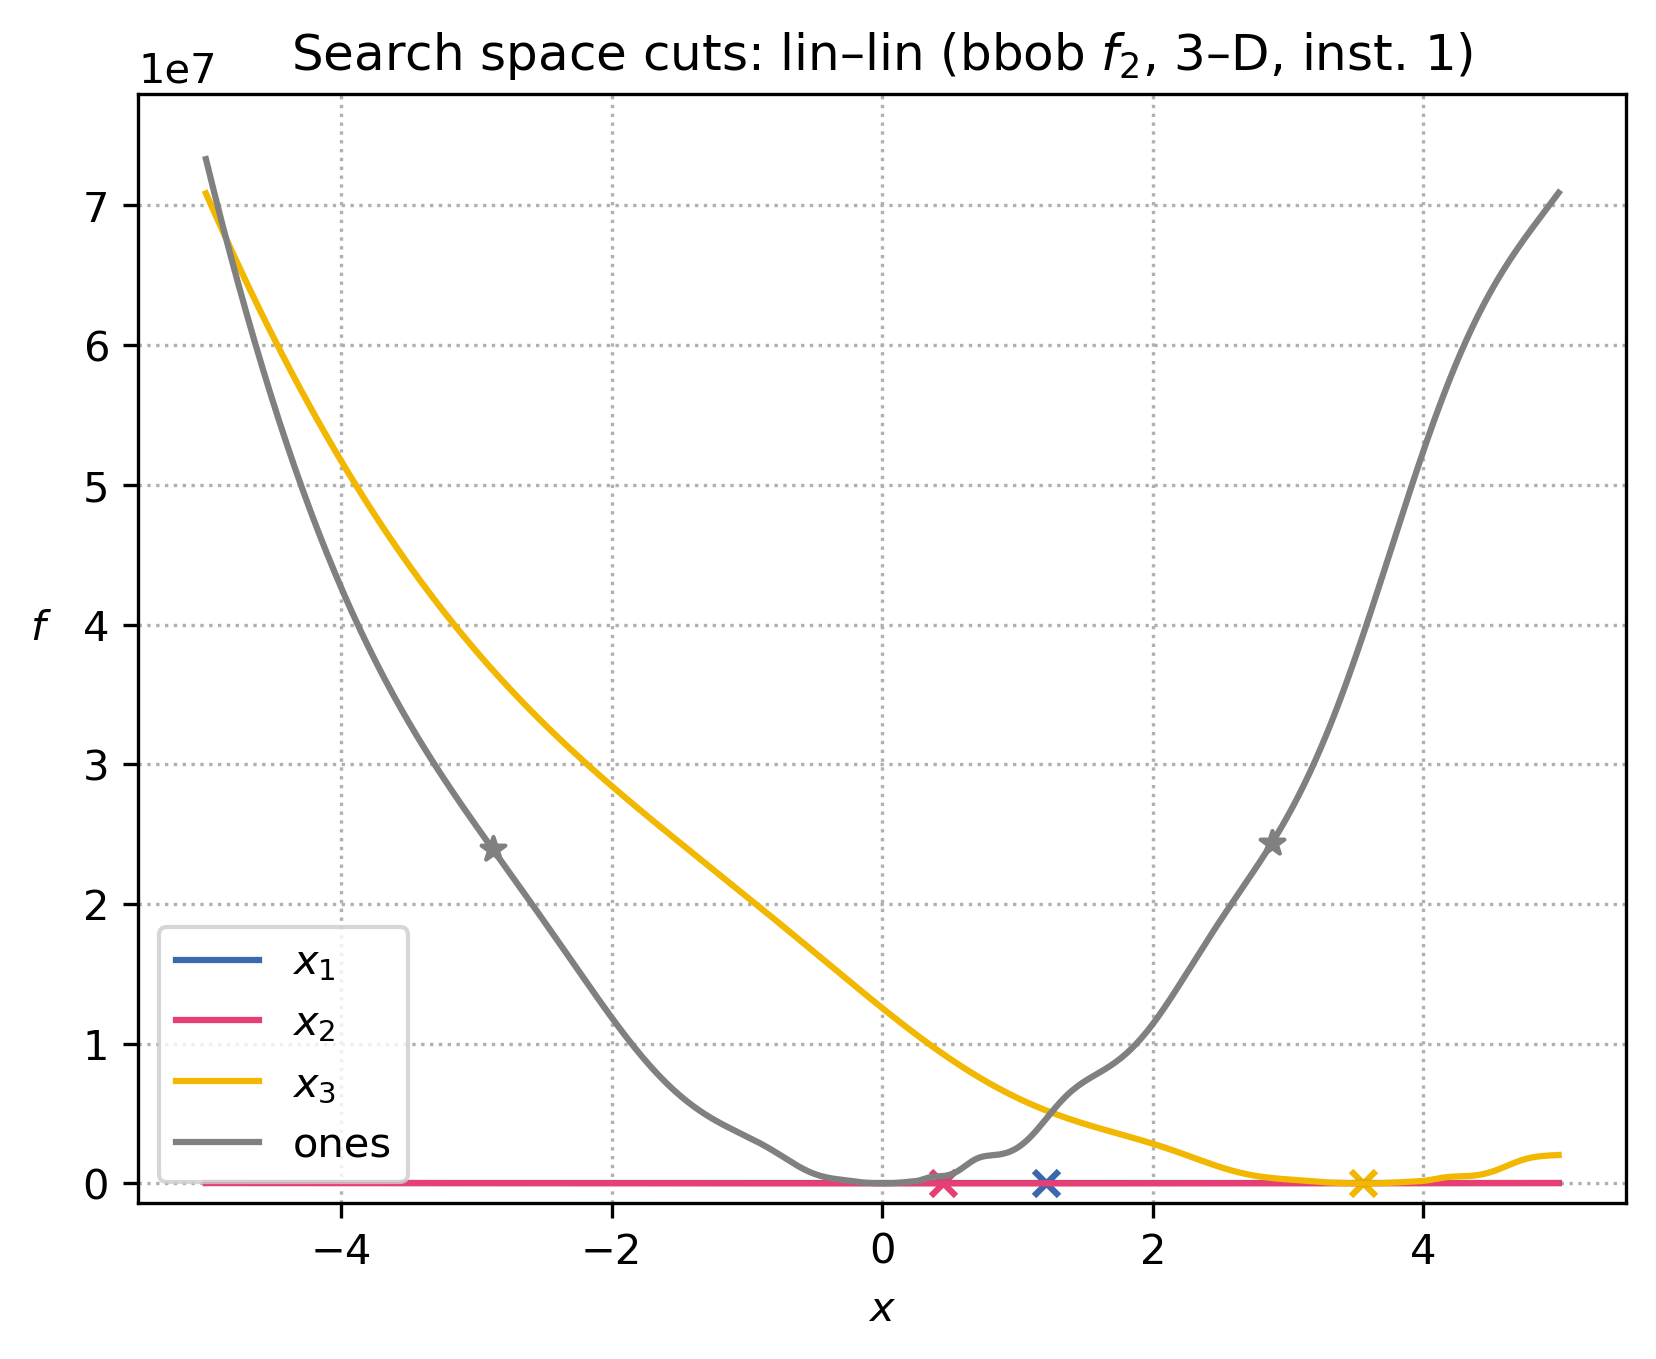 Search space cuts: lin–lin (bbob f₂, 3–D, inst. 1)
1e7
7
6
5
4
3
2
1
0
f
x₁
x₂
x₃
ones
−4 −2 0 2 4
x